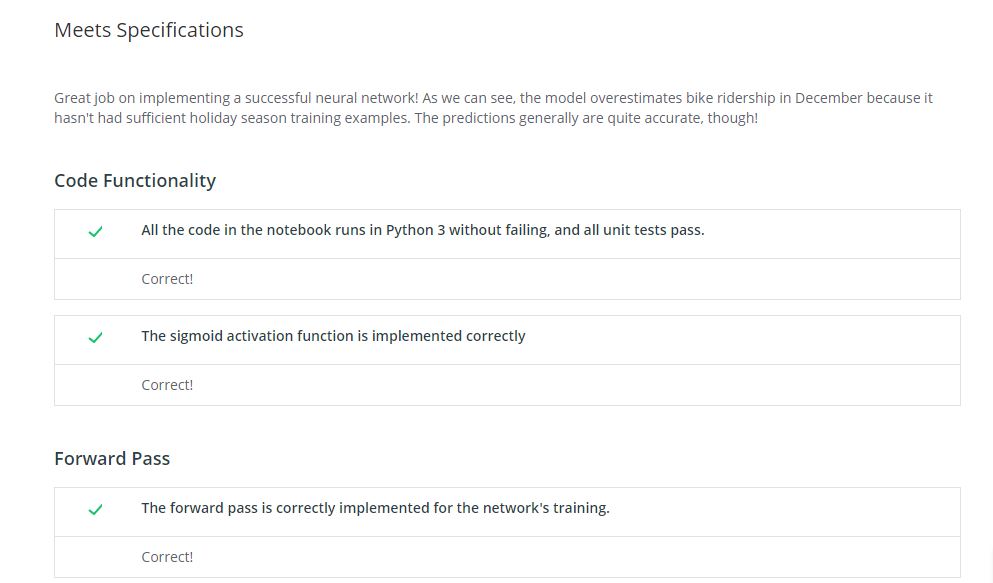 Meets Specifications
Great job on implementing a successful neural network! As we can see, the model overestimates bike ridership in December because it
hasn't had sufficient holiday season training examples. The predictions generally are quite accurate, though!
Code Functionality
All the code in the notebook runs in Python 3 without failing, and all unit tests pass.
Correct!
The sigmoid activation function is implemented correctly
Correct!
Forward Pass
The forward pass is correctly implemented for the network's training.
Correct!